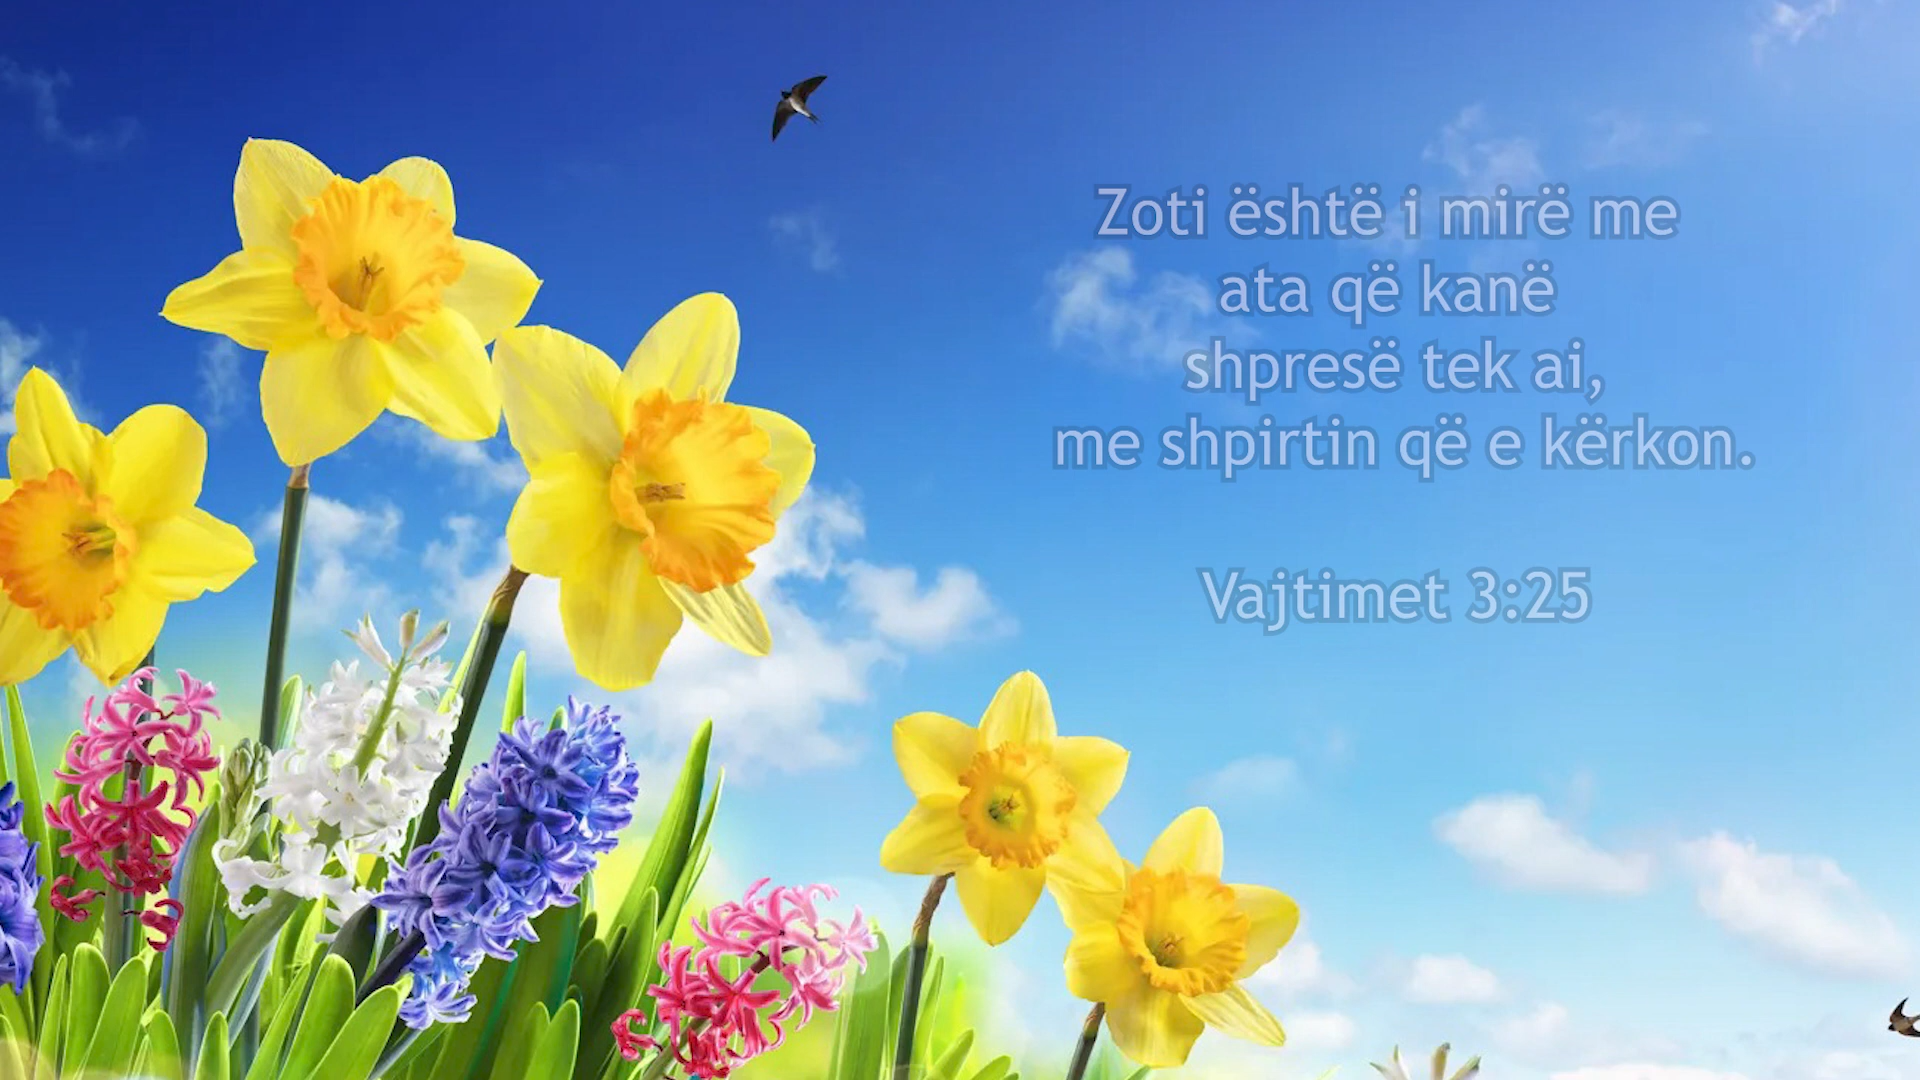 Zoti është i mirë me
ata që kanë
shpresë tek ai,
me shpirtin që e kërkon.
Vajtimet 3:25